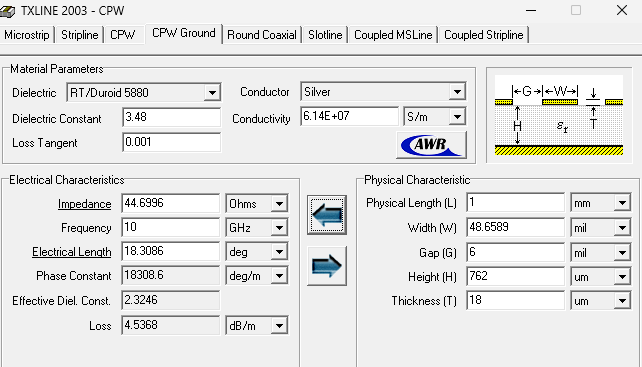 TXLINE 2003 - CPW
Microstrip Stripline CPW CPW Ground Round Coaxial Slotline Coupled MSLine Coupled Stripline
Material Parameters
Dielectric RT/Duroid 5880 Conductor Silver
Dielectric Constant 3.48 Conductivity 6.14E+07 S/m
Loss Tangent 0.001 AWR
G W
H εr T
Electrical Characteristics
Impedance 44.6996 Ohms
Frequency 10 GHz
Electrical Length 18.3086 deg
Phase Constant 18308.6 deg/m
Effective Diel. Const. 2.3246
Loss 4.5368 dB/m
Physical Characteristic
Physical Length (L) 1 mm
Width (W) 48.6589 mil
Gap (G) 6 mil
Height (H) 762 um
Thickness (T) 18 um